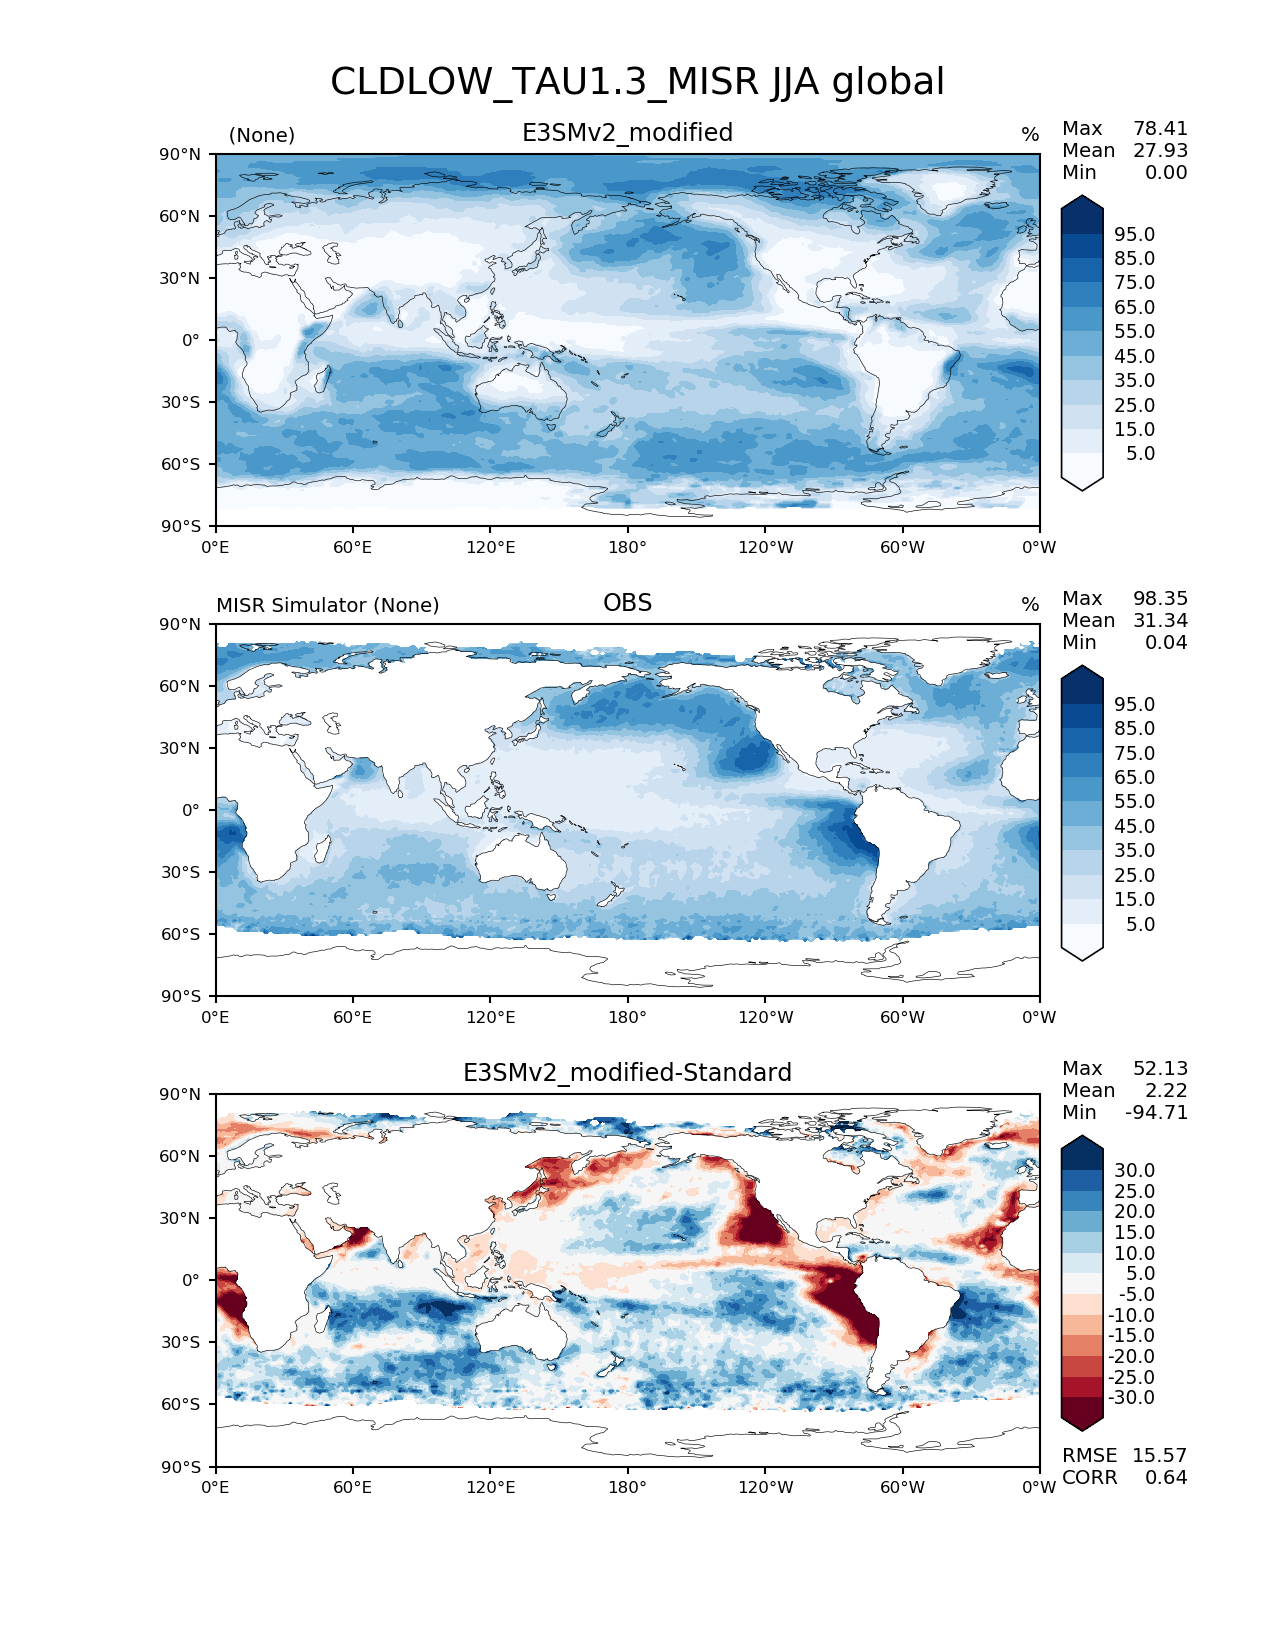 CLDLOW_TAU1.3_MISR JJA global
(None) E3SMv2_modified %
Max 78.41
Mean 27.93
Min 0.00
90°N
60°N
30°N
0°
30°S
60°S
90°S
0°E 60°E 120°E 180° 120°W 60°W 0°W
95.0
85.0
75.0
65.0
55.0
45.0
35.0
25.0
15.0
5.0
MISR Simulator (None) OBS %
Max 98.35
Mean 31.34
Min 0.04
90°N
60°N
30°N
0°
30°S
60°S
90°S
0°E 60°E 120°E 180° 120°W 60°W 0°W
95.0
85.0
75.0
65.0
55.0
45.0
35.0
25.0
15.0
5.0
E3SMv2_modified-Standard
Max 52.13
Mean 2.22
Min -94.71
90°N
60°N
30°N
0°
30°S
60°S
90°S
0°E 60°E 120°E 180° 120°W 60°W 0°W
30.0
25.0
20.0
15.0
10.0
5.0
-5.0
-10.0
-15.0
-20.0
-25.0
-30.0
RMSE 15.57
CORR 0.64